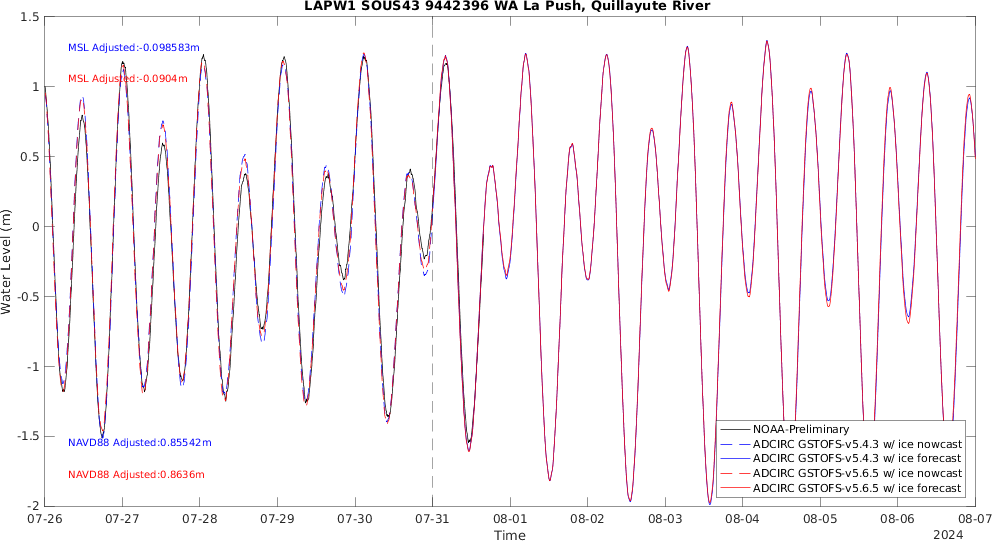 LAPW1 SOUS43 9442396 WA La Push, Quillayute River
1.5
1
0.5
0
-0.5
-1
-1.5
-2
Water Level (m)
MSL Adjusted:-0.098583m
MSL Adjusted:-0.0904m
NAVD88 Adjusted:0.85542m
NAVD88 Adjusted:0.8636m
NOAA-Preliminary
ADCIRC GSTOFS-v5.4.3 w/ ice nowcast
ADCIRC GSTOFS-v5.4.3 w/ ice forecast
ADCIRC GSTOFS-v5.6.5 w/ ice nowcast
ADCIRC GSTOFS-v5.6.5 w/ ice forecast
07-26 07-27 07-28 07-29 07-30 07-31 08-01 08-02 08-03 08-04 08-05 08-06 08-07
Time
2024